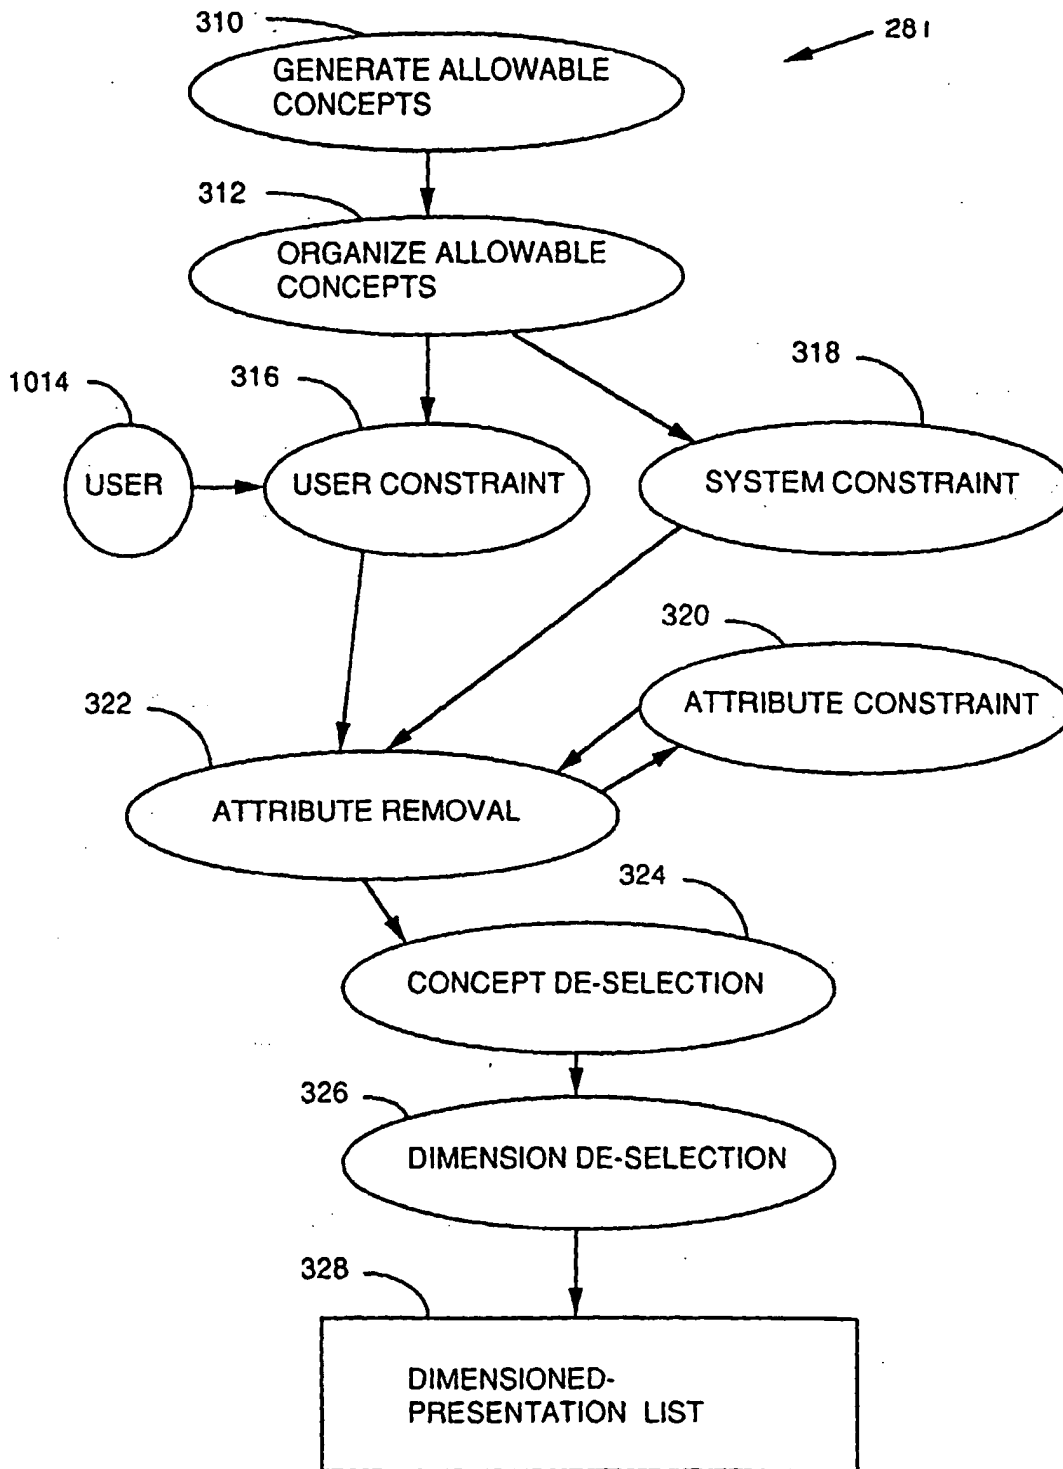 310
281
GENERATE ALLOWABLE
CONCEPTS
312
ORGANIZE ALLOWABLE
CONCEPTS
318
1014
316
USER
USER CONSTRAINT
SYSTEM CONSTRAINT
320
322
ATTRIBUTE CONSTRAINT
ATTRIBUTE REMOVAL
324
CONCEPT DE-SELECTION
326
DIMENSION DE-SELECTION
328
DIMENSIONED-
PRESENTATION LIST